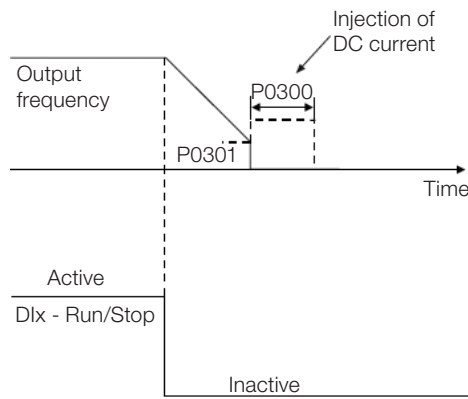 Injection of
DC current
Output
frequency
P0300
P0301
Time
Active
DIx - Run/Stop
Inactive